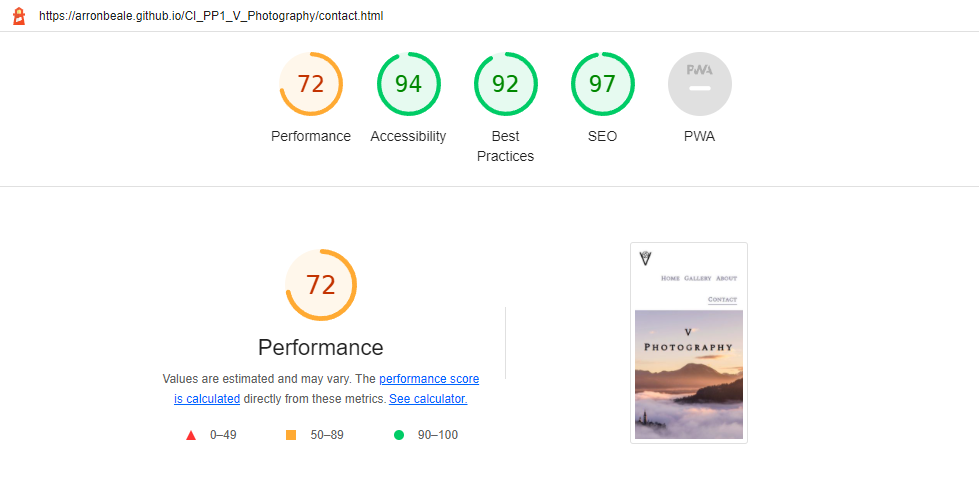 https://arronbeale.github.io/CI_PP1_V_Photography/contact.html
72
94
92
97
PWA
Performance
Accessibility
Best
Practices
SEO
PWA
72
Performance
Values are estimated and may vary. The performance score
is calculated directly from these metrics. See calculator.
0–49
50–89
90–100
V
Home Gallery About
Contact
V
Photography